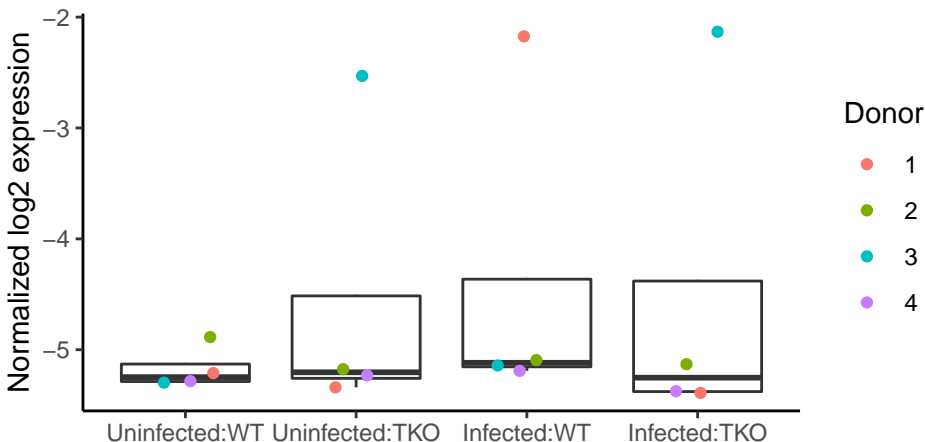 Normalized log2 expression
−2
−3
−4
−5
Uninfected:WT
Uninfected:TKO
Infected:WT
Infected:TKO
Donor
1
2
3
4